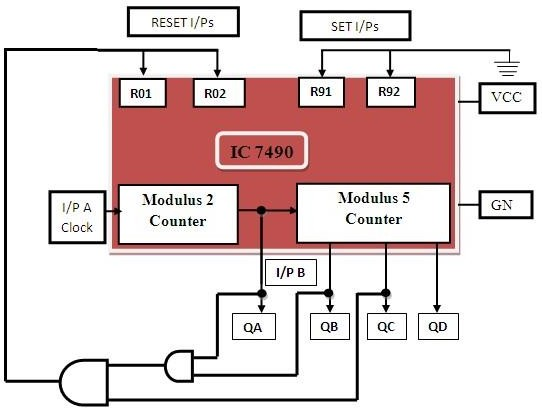 RESET I/Ps
SET I/Ps
R01
R02
R91
R92
VCC
IC 7490
I/P A
Clock
Modulus 2
Counter
Modulus 5
Counter
GN
I/P B
QA
QB
QC
QD